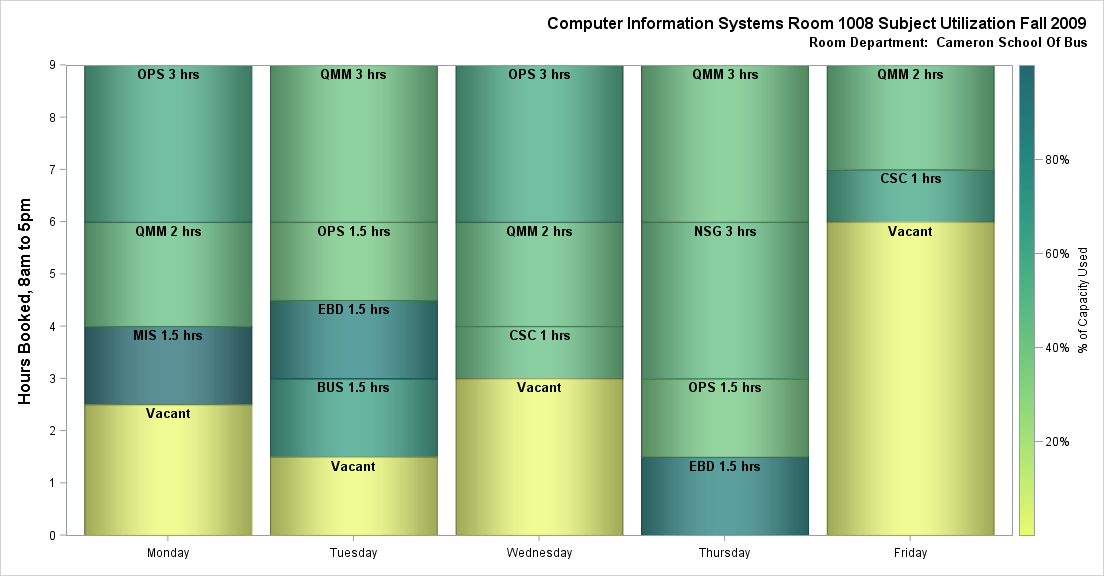 Computer Information Systems Room 1008 Subject Utilization Fall 2009
Room Department:  Cameron School Of Bus
Hours Booked, 8am to 5pm
9
8
7
6
5
4
3
2
1
0
OPS 3 hrs
QMM 2 hrs
MIS 1.5 hrs
Vacant
Monday
QMM 3 hrs
OPS 1.5 hrs
EBD 1.5 hrs
BUS 1.5 hrs
Vacant
Tuesday
OPS 3 hrs
QMM 2 hrs
CSC 1 hrs
Vacant
Wednesday
QMM 3 hrs
NSG 3 hrs
OPS 1.5 hrs
EBD 1.5 hrs
Thursday
QMM 2 hrs
CSC 1 hrs
Vacant
Friday
80%
60%
40%
20%
% of Capacity Used